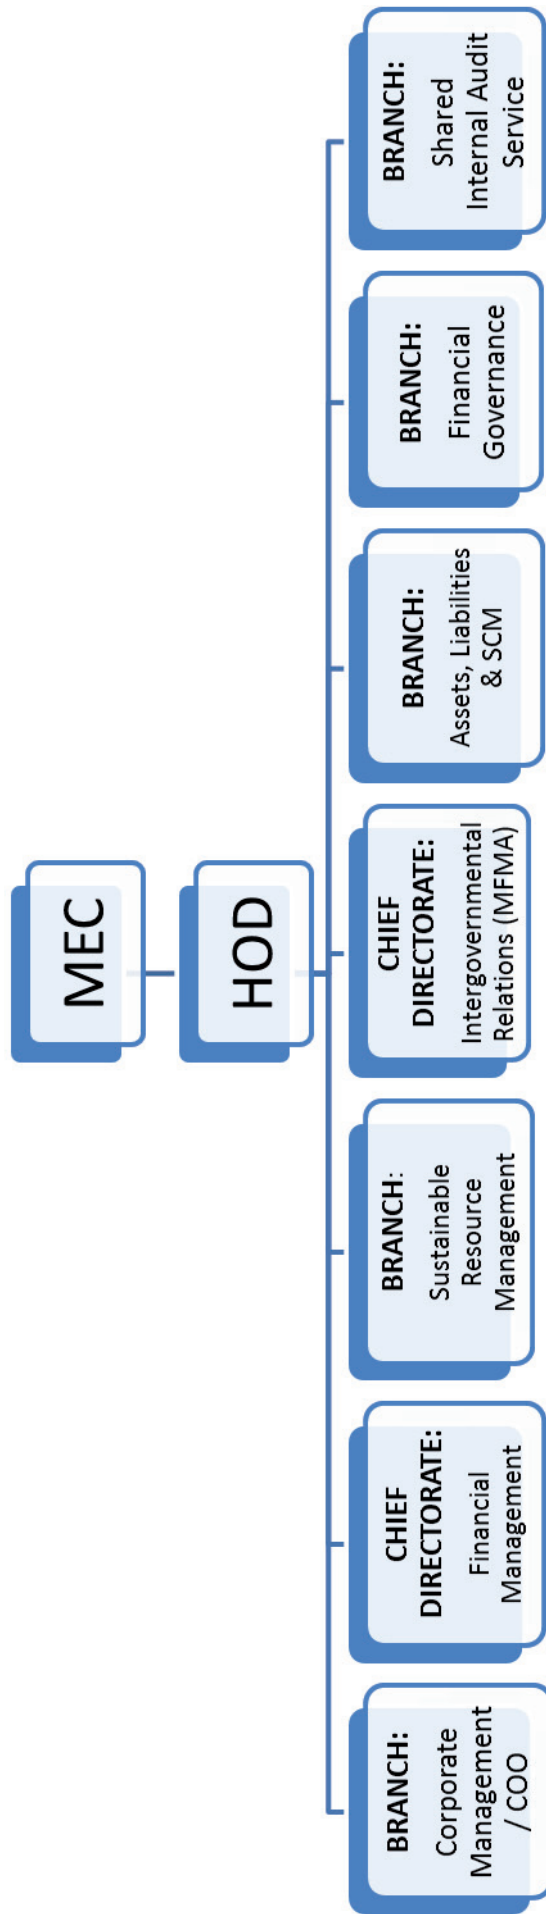 MEC
HOD
BRANCH:
Corporate
Management
/ COO
CHIEF
DIRECTORATE:
Financial
Management
BRANCH:
Sustainable
Resource
Management
CHIEF
DIRECTORATE:
Intergovernmental
Relations (MFMA)
BRANCH:
Assets, Liabilities
& SCM
BRANCH:
Financial
Governance
BRANCH:
Shared
Internal Audit
Service